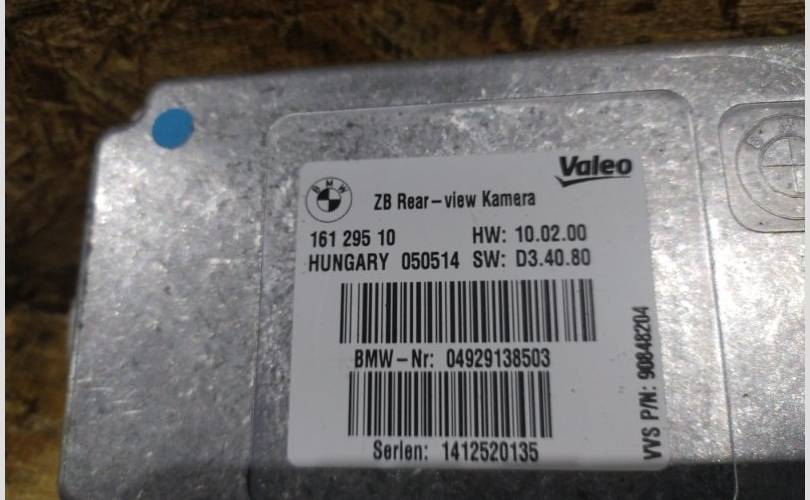 Valeo
BMW
ZB Rear-view Kamera
161 295 10 HW: 10.02.00
HUNGARY 050514 SW: D3.40.80
BMW-Nr: 04929138503
Serien: 1412520135
VVS P/N: 90848204